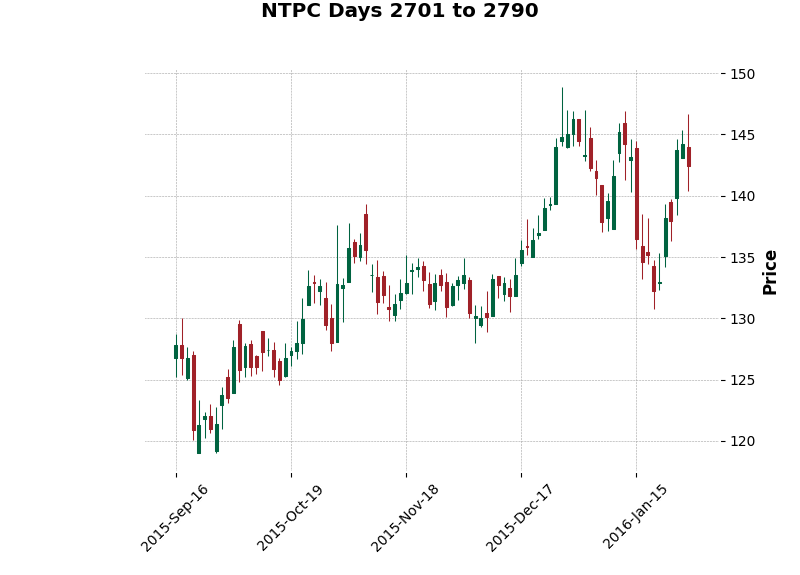 NTPC Days 2701 to 2790
150
145
140
135
130
125
120
Price
2015-Sep-16
2015-Oct-19
2015-Nov-18
2015-Dec-17
2016-Jan-15